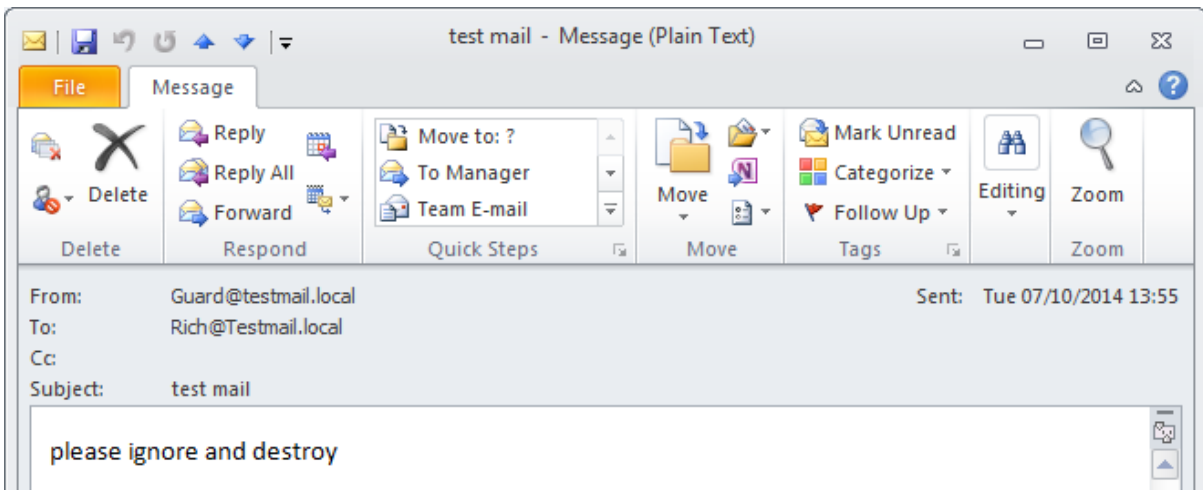 test mail - Message (Plain Text)
File Message
Reply Move to: ? Mark Unread
Delete Reply All To Manager Move Categorize Editing Zoom
Forward Team E-mail Follow Up
Delete Respond Quick Steps Move Tags Zoom
From: Guard@testmail.local Sent: Tue 07/10/2014 13:55
To: Rich@Testmail.local
Cc:
Subject: test mail
please ignore and destroy